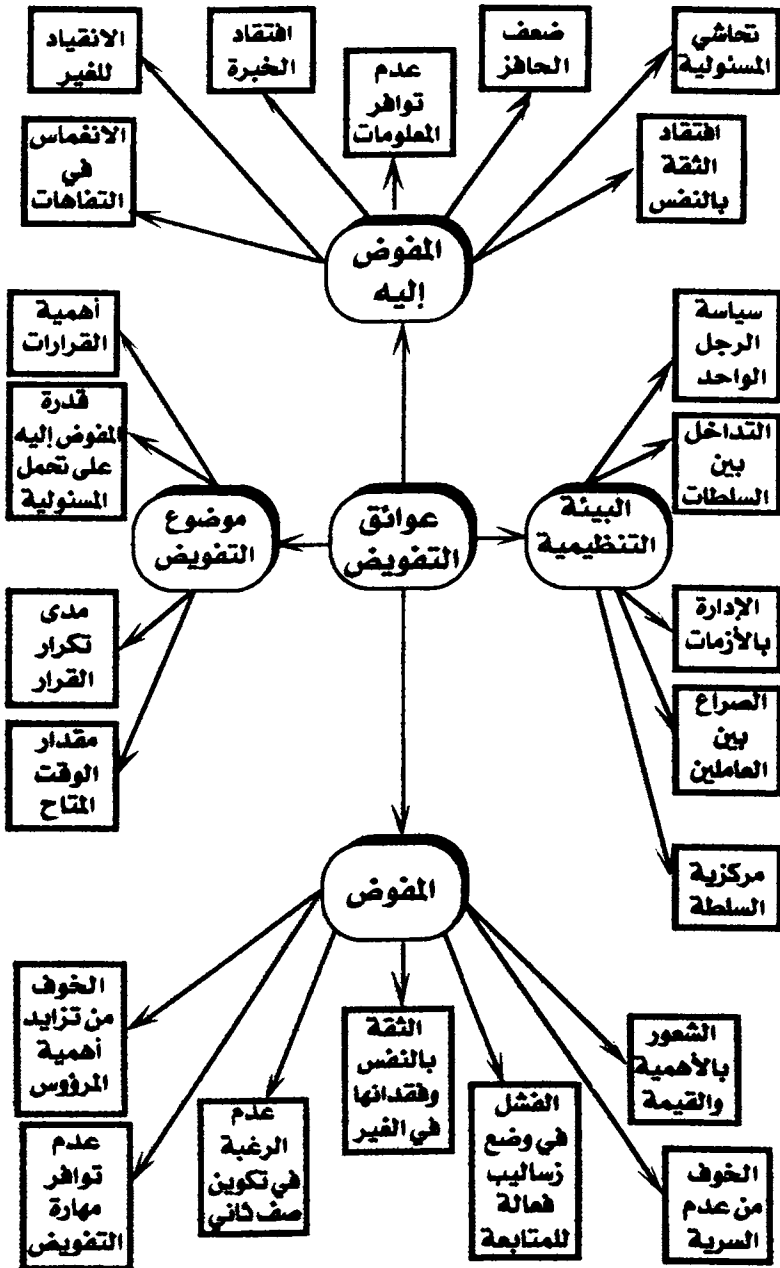 تحاشي
المسئولية
ضعف
الحافز
عدم
توافر
المعلومات
افتقاد
الخبرة
الانقياد
للغير
افتقاد
الثقة
بالنفس
الانغماس
في
التفاهات
المفوض
إليه
سياسة
الرجل
الواحد
التداخل
بين
السلطات
أهمية
القرارات
قدرة
المفوض إليه
على تحمل
المسئولية
البيئة
التنظيمية
عوائق
التفويض
موضوع
التفويض
الإدارة
بالأزمات
الصراع
بين
العاملين
مركزية
السلطة
مدى
تكرار
القرار
مقدار
الوقت
المتاح
المفوض
الشعور
بالأهمية
والقيمة
الخوف
من عدم
السرية
الفشل
في وضع
زساليب
فعالة
للمتابعة
الثقة
بالنفس
وفقدانها
في الغير
عدم
الرغبة
في تكوين
صف ثاني
الخوف
من تزايد
أهمية
المرؤوس
عدم
توافر
مهارة
التفويض